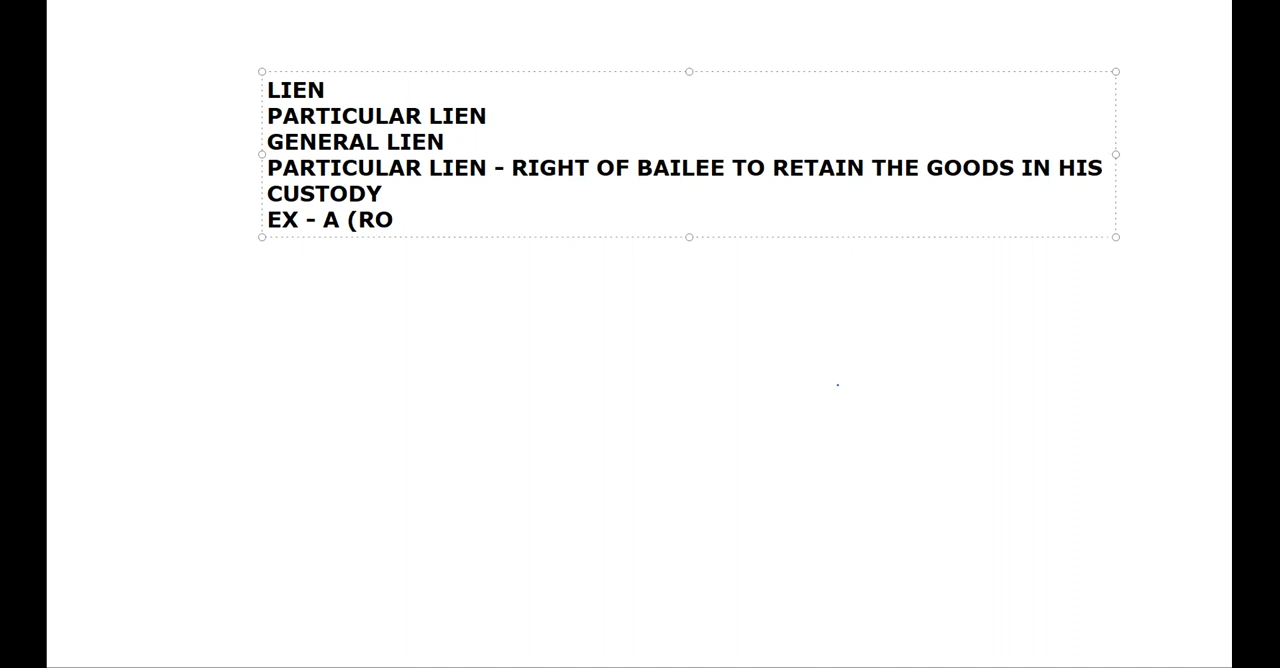 LIEN
PARTICULAR LIEN
GENERAL LIEN
PARTICULAR LIEN – RIGHT OF BAILEE TO RETAIN THE GOODS IN HIS
CUSTODY
EX – A (RO